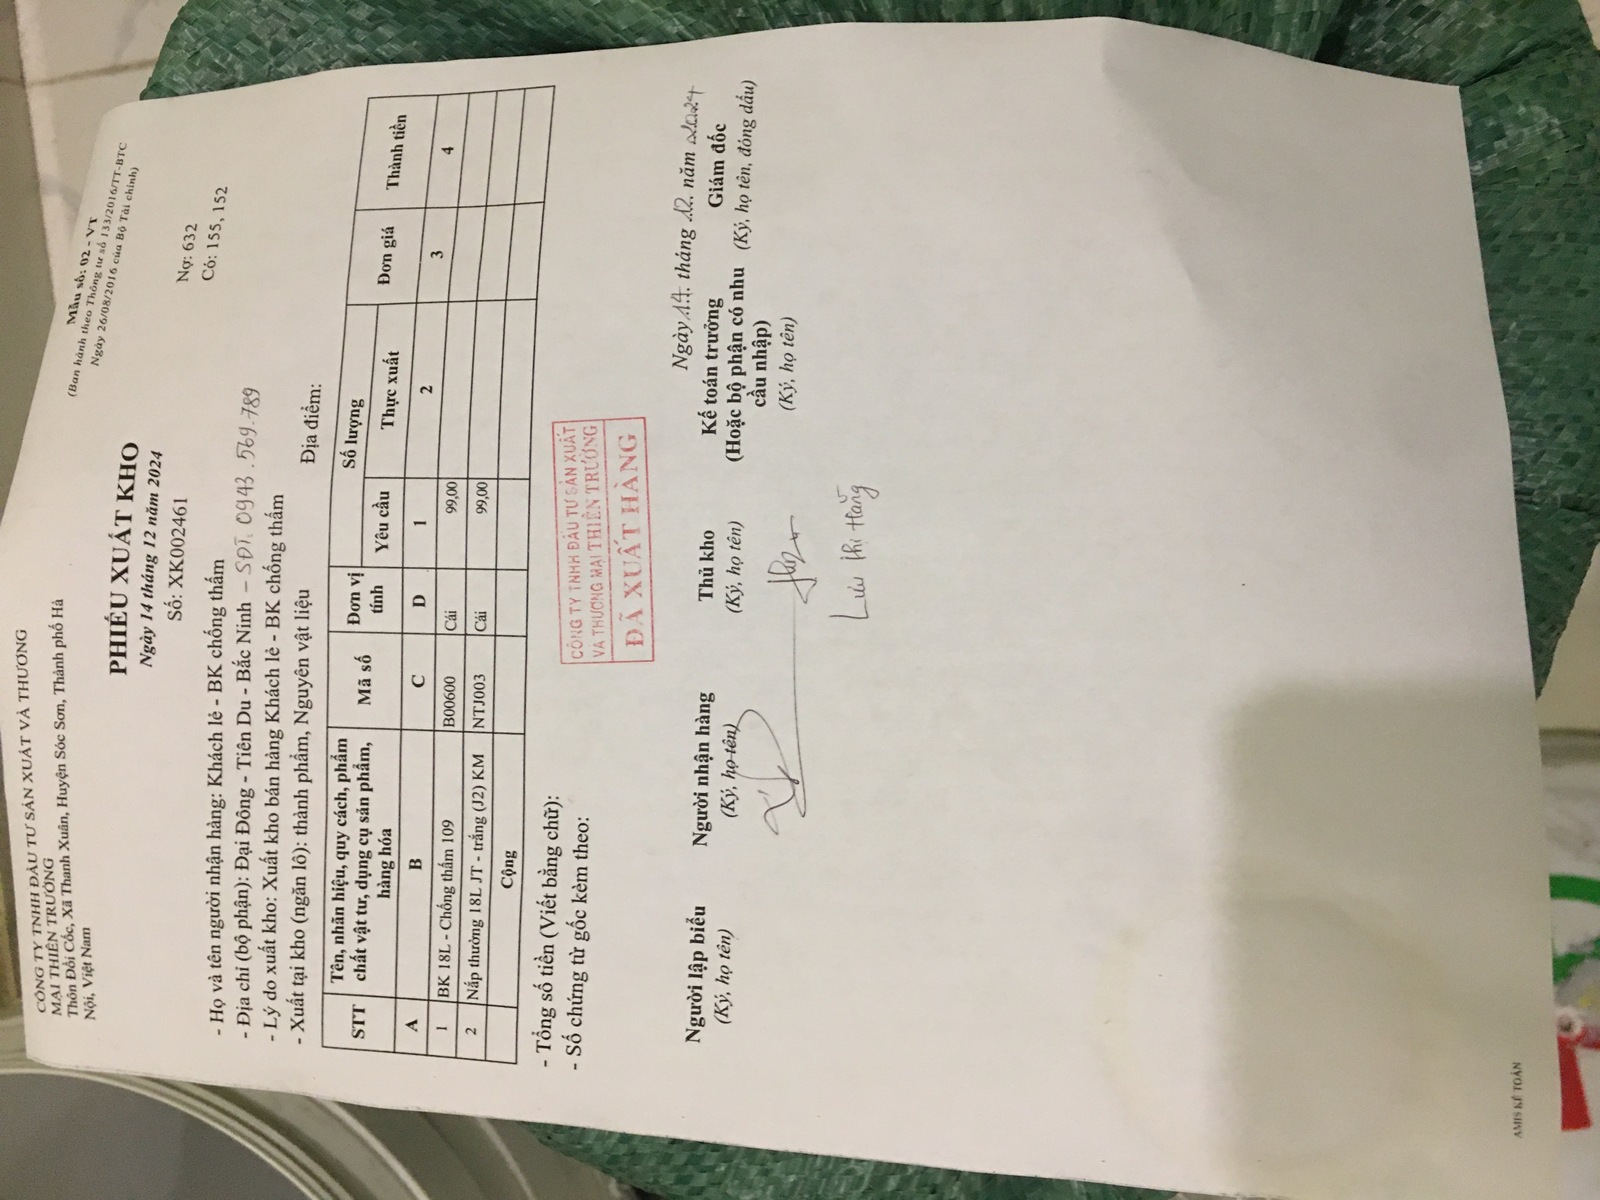 CÔNG TY TNHH ĐẦU TƯ SẢN XUẤT VÀ THƯƠNG
MẠI THIÊN TRƯỜNG
Thôn Đồi Cốc, Xã Thanh Xuân, Huyện Sóc Sơn, Thành phố Hà
Nội, Việt Nam
Mẫu số: 02 - VT
(Ban hành theo Thông tư số 133/2016/TT-BTC
Ngày 26/08/2016 của Bộ Tài chính)
PHIẾU XUẤT KHO
Ngày 14 tháng 12 năm 2024
Số: XK002461
Nợ: 632
Có: 155, 152
- Họ và tên người nhận hàng: Khách lẻ - BK chống thấm
- Địa chỉ (bộ phận): Đại Đông - Tiên Du - Bắc Ninh - SĐT. 0943.569.789
- Lý do xuất kho: Xuất kho bán hàng Khách lẻ - BK chống thấm
- Xuất tại kho (ngăn lô): thành phẩm, Nguyên vật liệu Địa điểm:
STT Tên, nhãn hiệu, quy cách, phẩm chất vật tư, dụng cụ sản phẩm, hàng hóa Mã số Đơn vị tính Số lượng Đơn giá Thành tiền
Yêu cầu Thực xuất
A B C D 1 2 3 4
1 BK 18L - Chống thấm 109 B00600 Cái 99,00
2 Nắp thường 18L JT - trắng (J2) KM NTJ003 Cái 99,00
Cộng
- Tổng số tiền (Viết bằng chữ):
- Số chứng từ gốc kèm theo:
CÔNG TY TNHH ĐẦU TƯ SẢN XUẤT
VÀ THƯƠNG MẠI THIÊN TRƯỜNG
ĐÃ XUẤT HÀNG
Ngày 14. tháng 12. năm 2024
Người lập biểu Người nhận hàng Thủ kho Kế toán trưởng Giám đốc
(Ký, họ tên) (Ký, họ tên) (Ký, họ tên) (Hoặc bộ phận có nhu (Ký, họ tên, đóng dấu)
cầu nhập)
(Ký, họ tên)
Lưu Thị Hằng
AMIS KẾ TOÁN